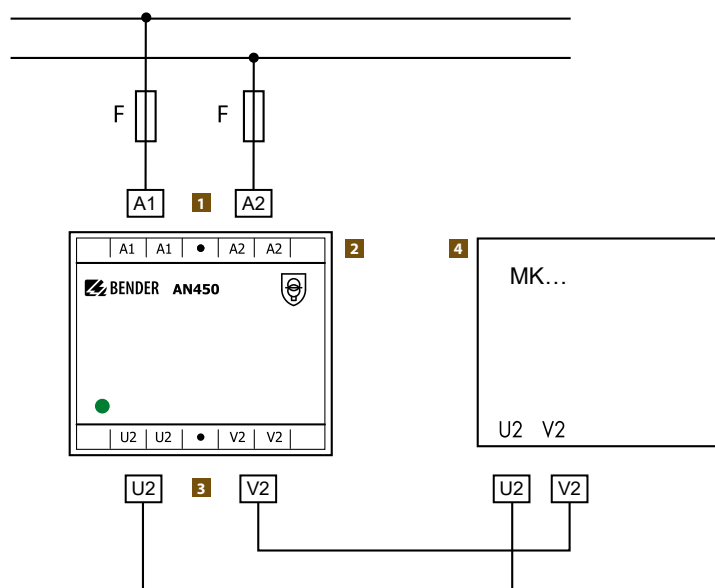 F F
A1 1 A2
A1 A1 A2 A2 2 4
MK...
BENDER AN450
U2 V2
U2 U2 V2 V2
U2 3 V2 U2 V2